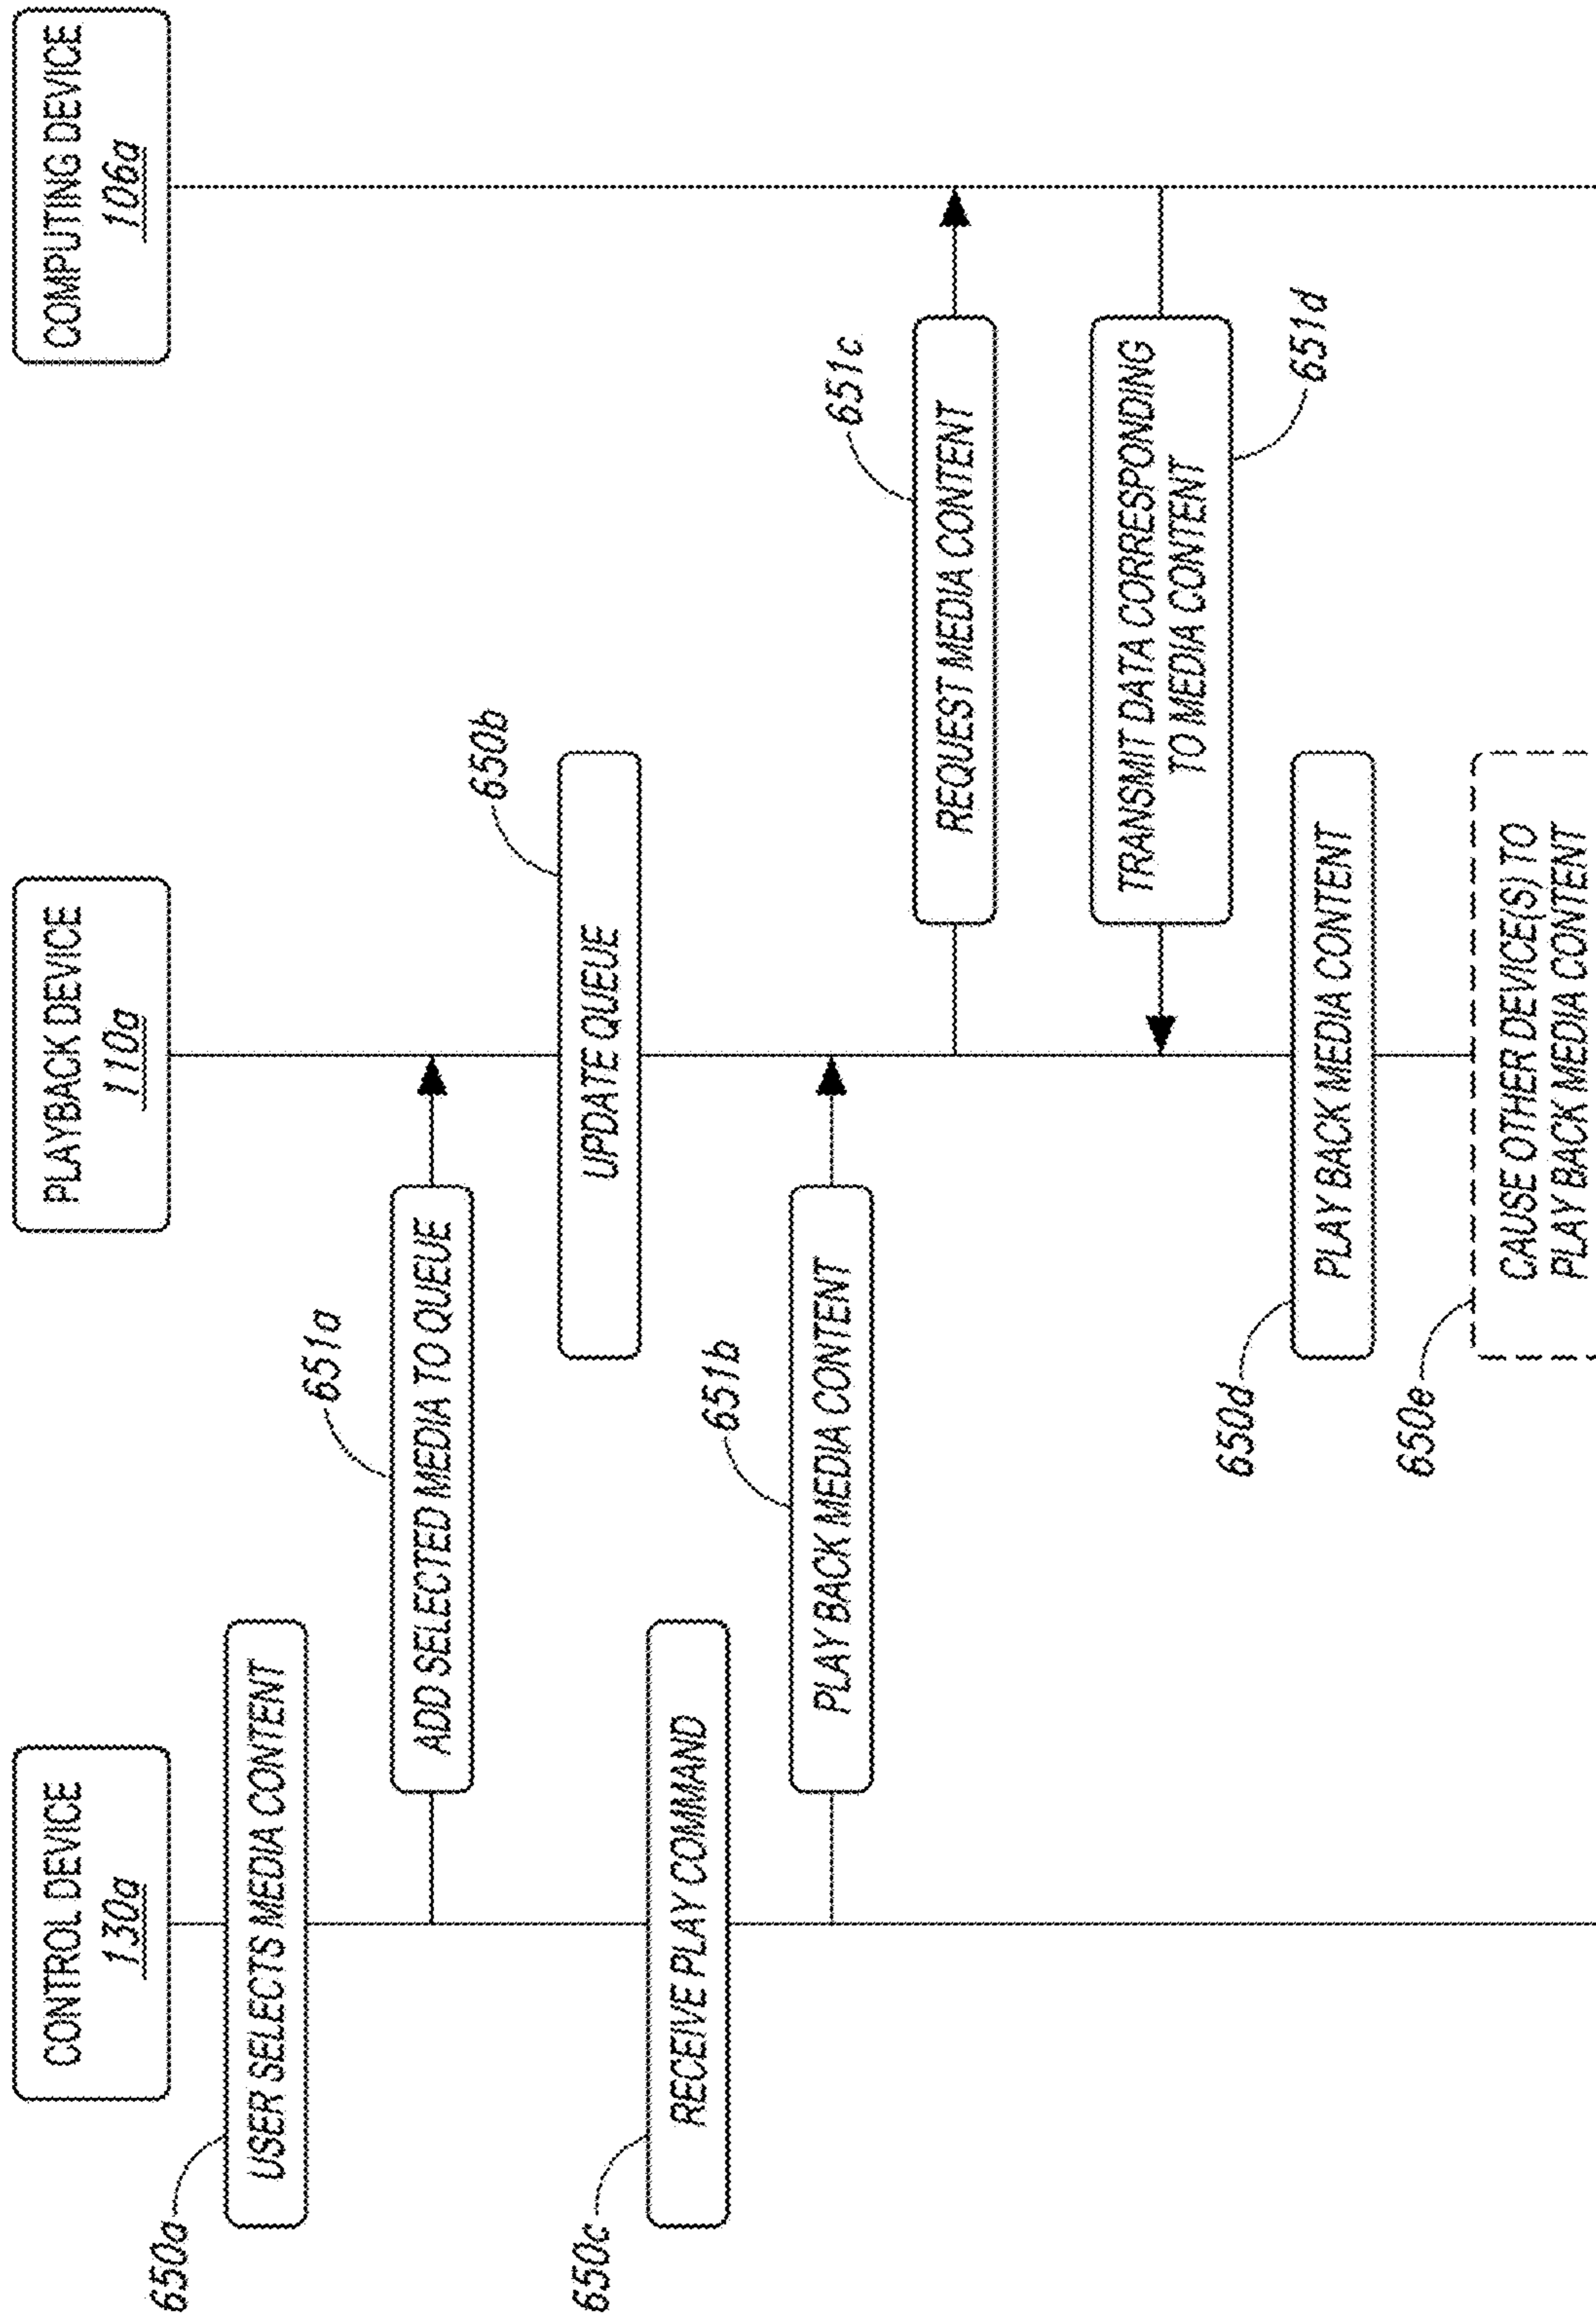 CONTROL DEVICE
130a
PLAYBACK DEVICE
110a
COMPUTING DEVICE
106a
650a
USER SELECTS MEDIA CONTENT
651a
ADD SELECTED MEDIA TO QUEUE
650b
UPDATE QUEUE
650c
RECEIVE PLAY COMMAND
651b
PLAY BACK MEDIA CONTENT
651c
REQUEST MEDIA CONTENT
TRANSMIT DATA CORRESPONDING
TO MEDIA CONTENT
651d
650d
PLAY BACK MEDIA CONTENT
650e
CAUSE OTHER DEVICE(S) TO
PLAY BACK MEDIA CONTENT